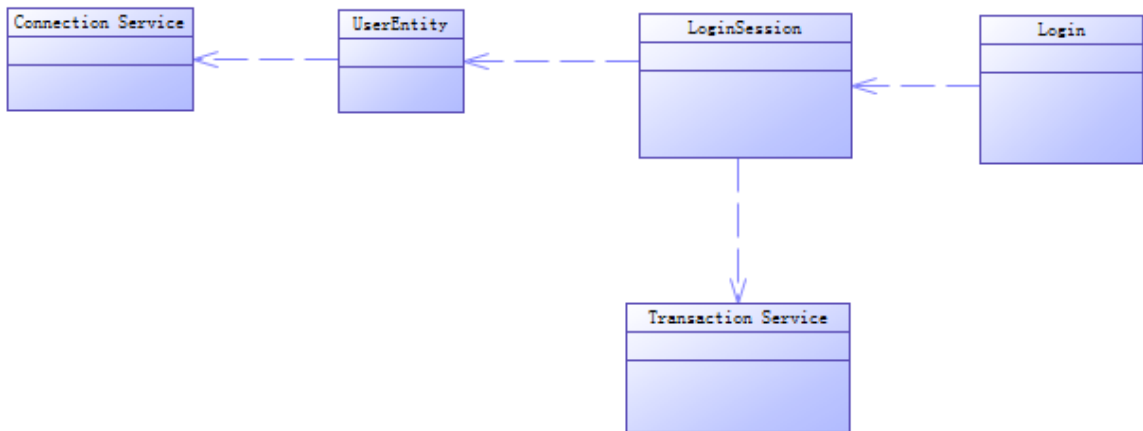 Connection Service
UserEntity
LoginSession
Login
Transaction Service